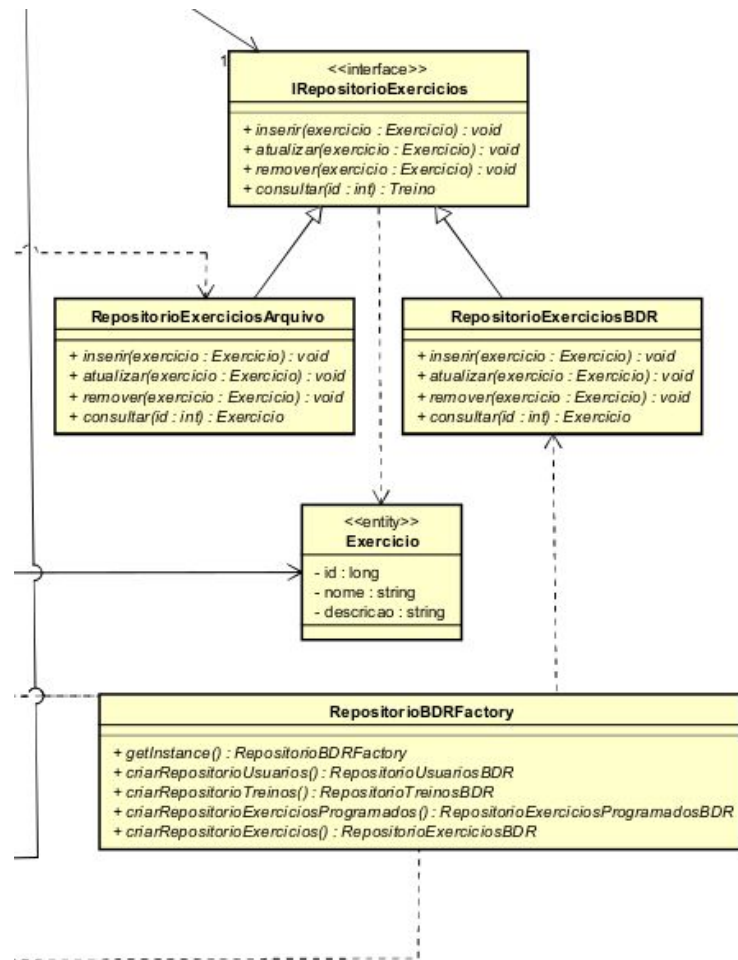 1
<<interface>>
IRepositorioExercicios
+ inserir(exercicio : Exercicio) : void
+ atualizar(exercicio : Exercicio) : void
+ remover(exercicio : Exercicio) : void
+ consultar(id : int) : Treino
RepositorioExerciciosArquivo
+ inserir(exercicio : Exercicio) : void
+ atualizar(exercicio : Exercicio) : void
+ remover(exercicio : Exercicio) : void
+ consultar(id : int) : Exercicio
RepositorioExerciciosBDR
+ inserir(exercicio : Exercicio) : void
+ atualizar(exercicio : Exercicio) : void
+ remover(exercicio : Exercicio) : void
+ consultar(id : int) : Exercicio
<<entity>>
Exercicio
- id : long
- nome : string
- descricao : string
RepositorioBDRFactory
+ getInstance() : RepositorioBDRFactory
+ criarRepositorioUsuarios() : RepositorioUsuariosBDR
+ criarRepositorioTreinos() : RepositorioTreinosBDR
+ criarRepositorioExerciciosProgramados() : RepositorioExerciciosProgramadosBDR
+ criarRepositorioExercicios() : RepositorioExerciciosBDR